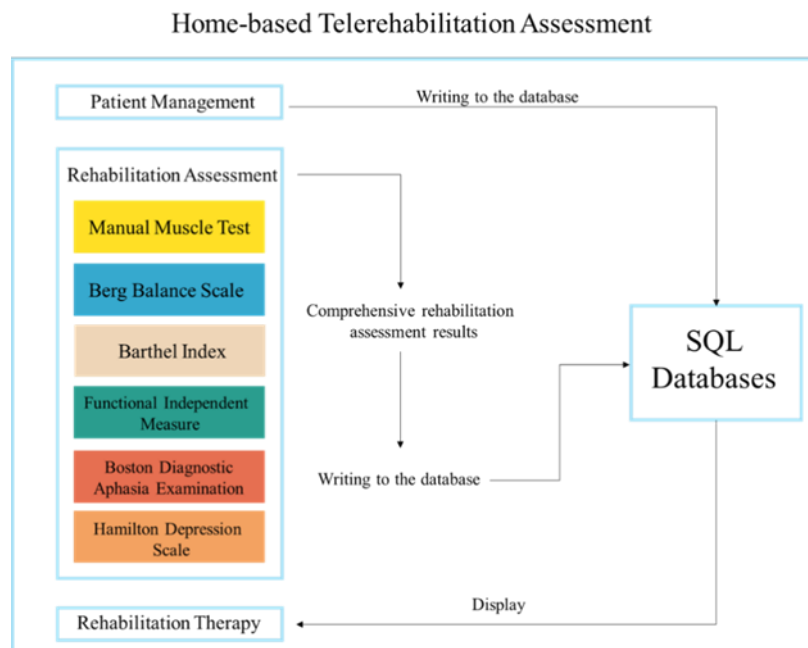 Home-based Telerehabilitation Assessment
Patient Management
Writing to the database
Rehabilitation Assessment
Manual Muscle Test
Berg Balance Scale
Barthel Index
Functional Independent
Measure
Boston Diagnostic
Aphasia Examination
Hamilton Depression
Scale
Comprehensive rehabilitation
assessment results
Writing to the database
SQL
Databases
Display
Rehabilitation Therapy